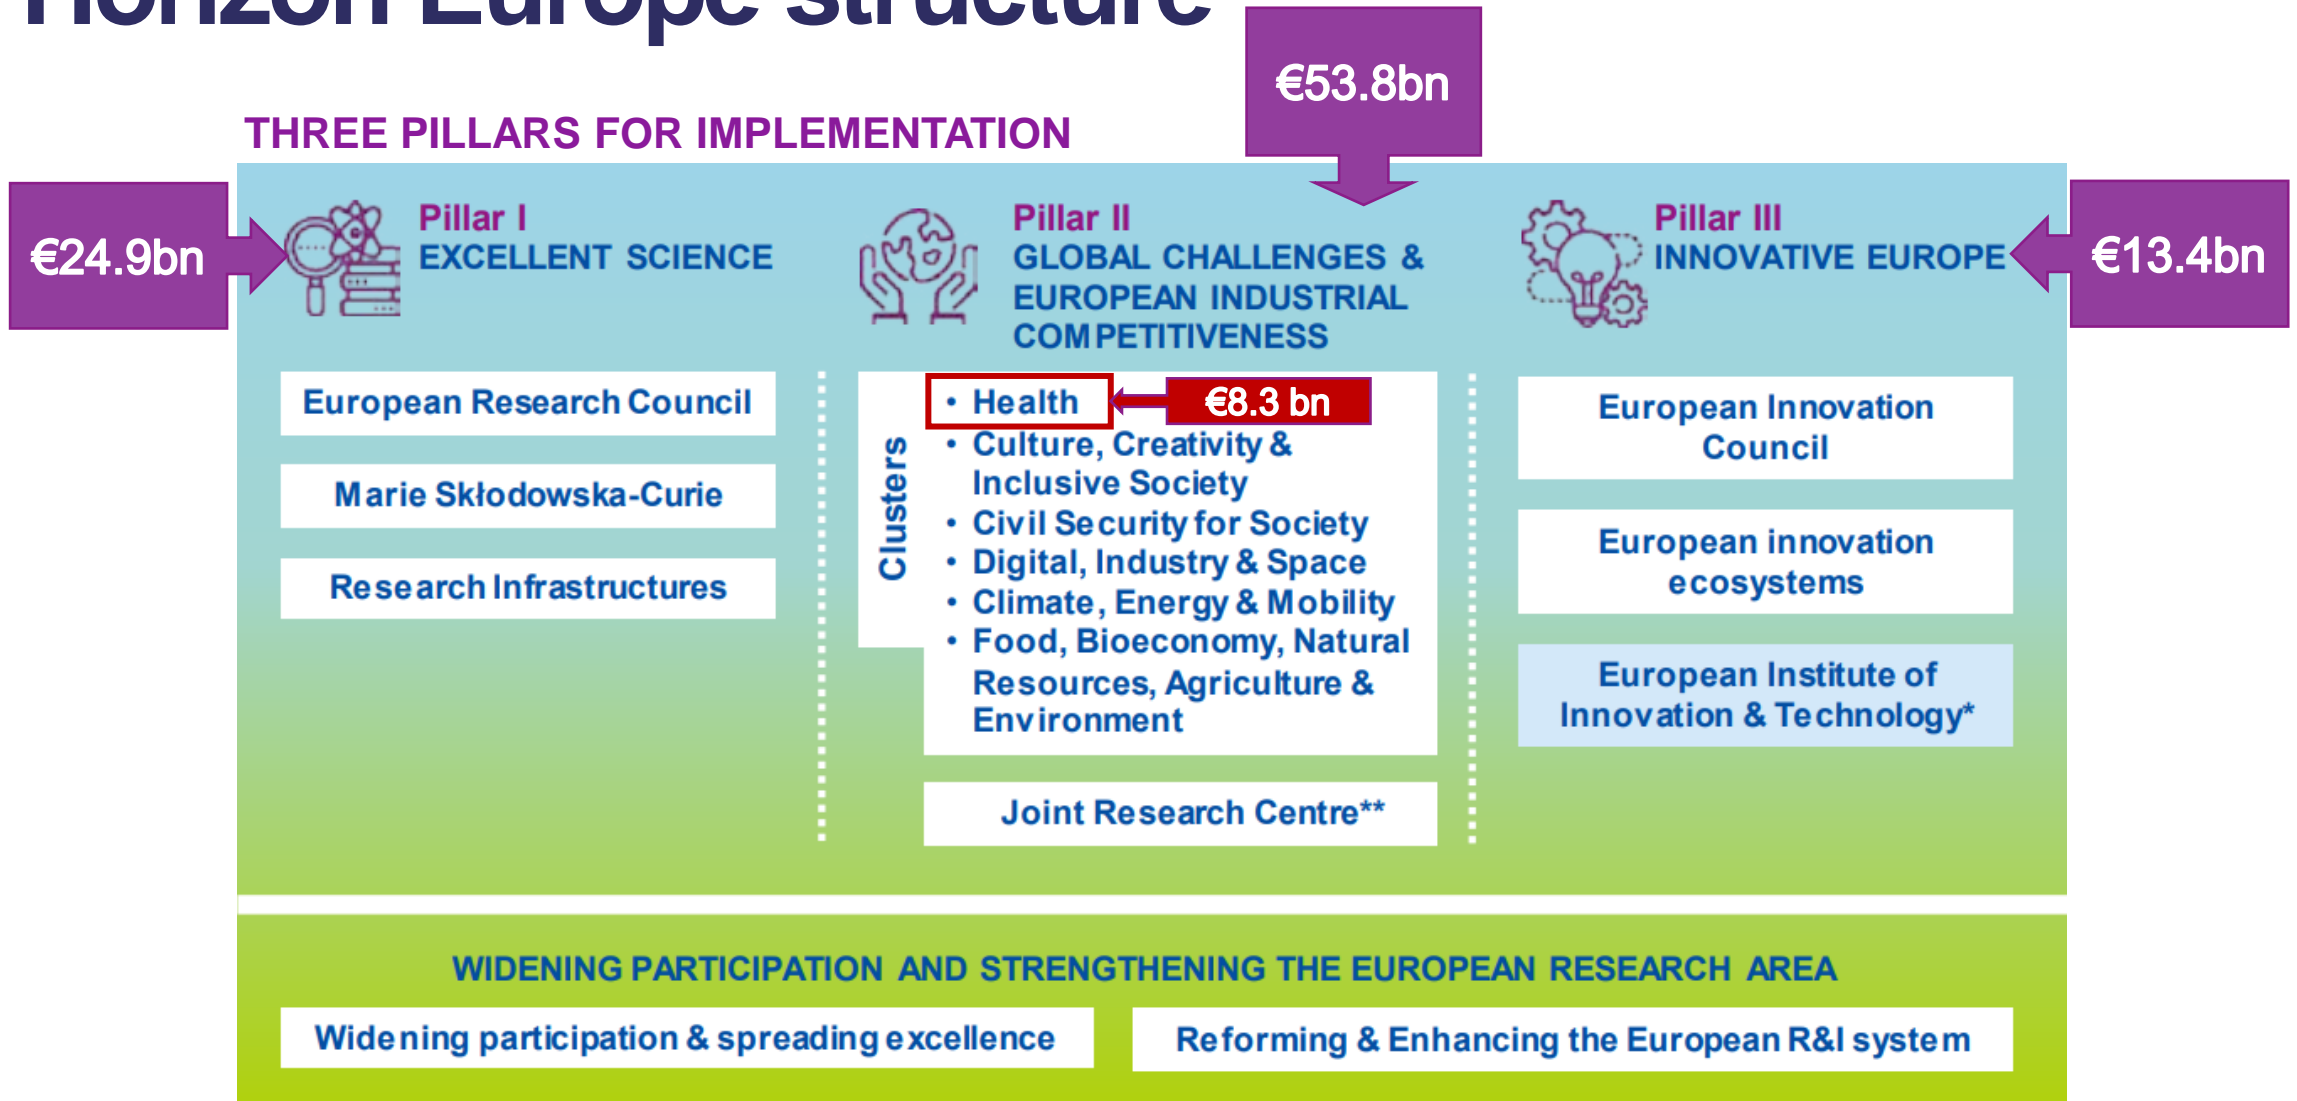 Horizon Europe structure
€53.8bn
THREE PILLARS FOR IMPLEMENTATION
€24.9bn
Pillar I
EXCELLENT SCIENCE
Pillar II
GLOBAL CHALLENGES &
EUROPEAN INDUSTRIAL
COMPETITIVENESS
Pillar III
INNOVATIVE EUROPE
€13.4bn
European Research Council
Marie Skłodowska-Curie
Research Infrastructures
Clusters
• Health
€8.3 bn
• Culture, Creativity &
Inclusive Society
• Civil Security for Society
• Digital, Industry & Space
• Climate, Energy & Mobility
• Food, Bioeconomy, Natural
Resources, Agriculture &
Environment
Joint Research Centre**
European Innovation
Council
European innovation
ecosystems
European Institute of
Innovation & Technology*
WIDENING PARTICIPATION AND STRENGTHENING THE EUROPEAN RESEARCH AREA
Widening participation & spreading excellence
Reforming & Enhancing the European R&I system